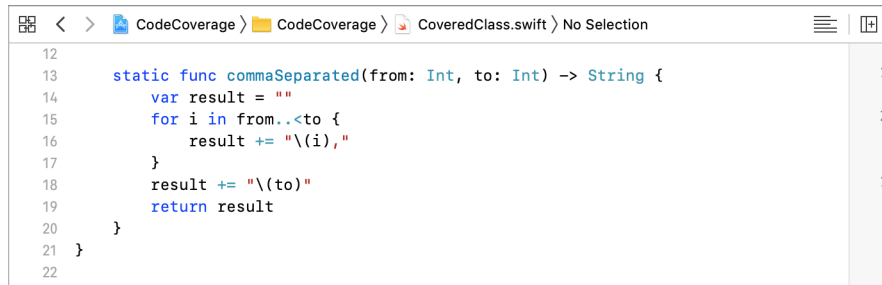 CodeCoverage 〉 CodeCoverage 〉 CoveredClass.swift 〉 No Selection
12
13     static func commaSeparated(from: Int, to: Int) -> String {
14         var result = ""
15         for i in from..<to {
16             result += "\(i),"
17         }
18         result += "\(to)"
19         return result
20     }
21 }
22